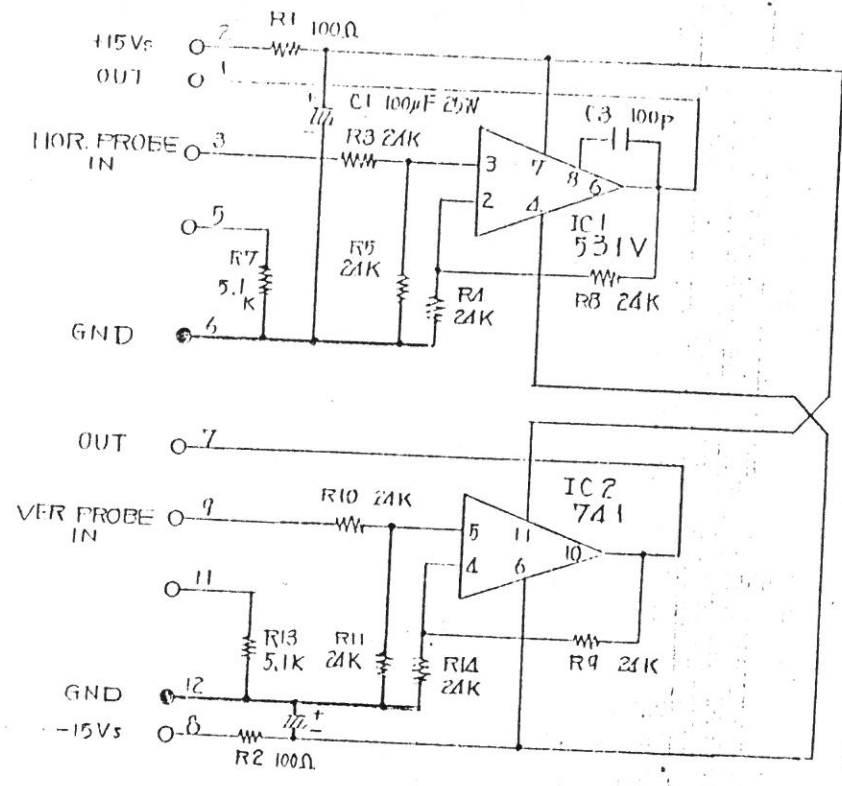 R1
100Ω
+15Vs 2
OUT 1
C1 100µF 25W
C3 100p
HOR. PROBE IN 3
R3 24K
3
2
7
8
6
4
IC1
531V
5
R7
5.1K
R5
24K
R4
24K
R8 24K
GND 6
OUT 7
IC2
741
VER PROBE IN 9
R10 24K
5
4
11
10
6
11
R13
5.1K
R11
24K
R14
24K
R9 24K
GND 12
+
-
-15Vs 8
R2 100Ω